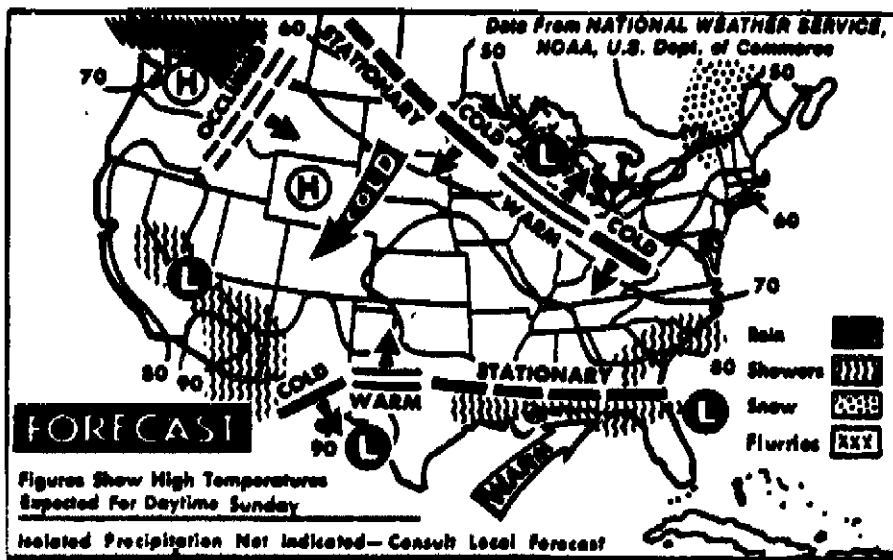 Data From NATIONAL WEATHER SERVICE,
NOAA, U.S. Dept. of Commerce
60
STATIONARY
50
50
70
H
OCCLUDED
COLD
L
H
COLD
WARM
COLD
60
L
70
80
90
COLD
WARM
STATIONARY
80
L
90
L
WARM
Rain
Showers
Snow
Flurries
XXX
FORECAST
Figures Show High Temperatures
Expected For Daytime Sunday
Isolated Precipitation Not Indicated—Consult Local Forecast